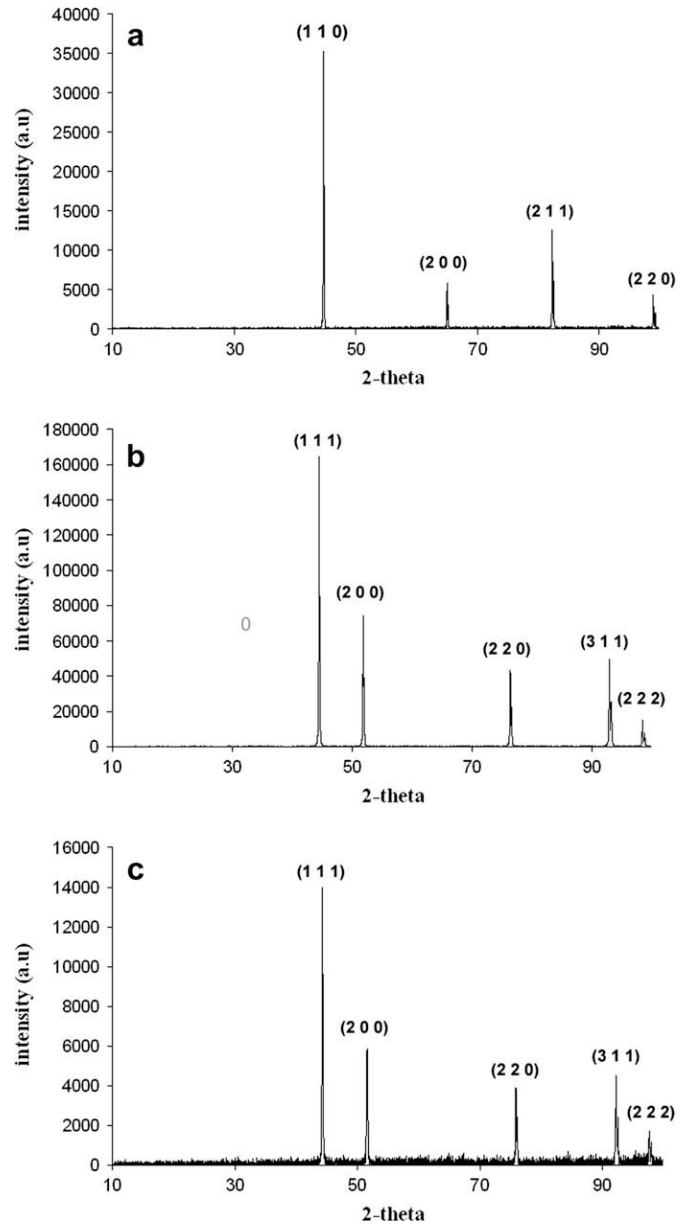 a
(1 1 0)
(2 0 0)
(2 1 1)
(2 2 0)
40000
35000
30000
25000
20000
15000
10000
5000
0
10 30 50 70 90
intensity (a.u)
2-theta
b
(1 1 1)
(2 0 0)
(2 2 0)
(3 1 1)
(2 2 2)
0
180000
160000
140000
120000
100000
80000
60000
40000
20000
0
10 30 50 70 90
intensity (a.u)
2-theta
c
(1 1 1)
(2 0 0)
(2 2 0)
(3 1 1)
(2 2 2)
16000
14000
12000
10000
8000
6000
4000
2000
0
10 30 50 70 90
intensity (a.u)
2-theta